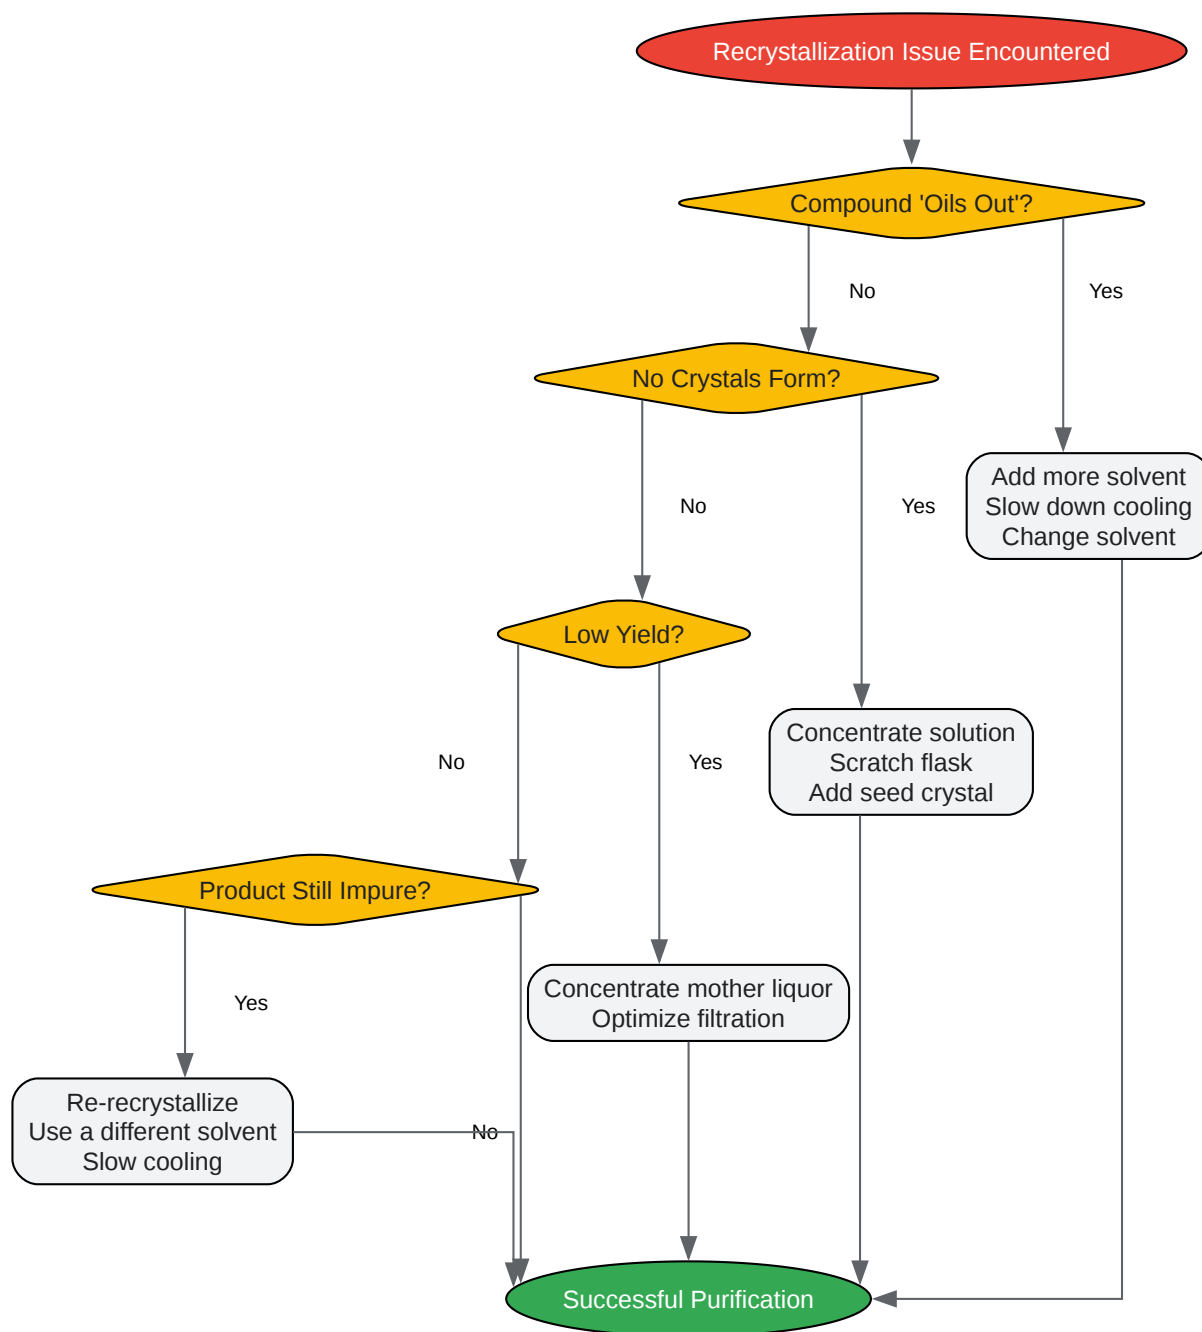 Recrystallization Issue Encountered
Compound 'Oils Out'?
No
Yes
No Crystals Form?
Add more solvent
Slow down cooling
Change solvent
No
Yes
Low Yield?
Concentrate solution
Scratch flask
Add seed crystal
No
Yes
Product Still Impure?
Concentrate mother liquor
Optimize filtration
Yes
Re-recrystallize
Use a different solvent
Slow cooling
No
Successful Purification